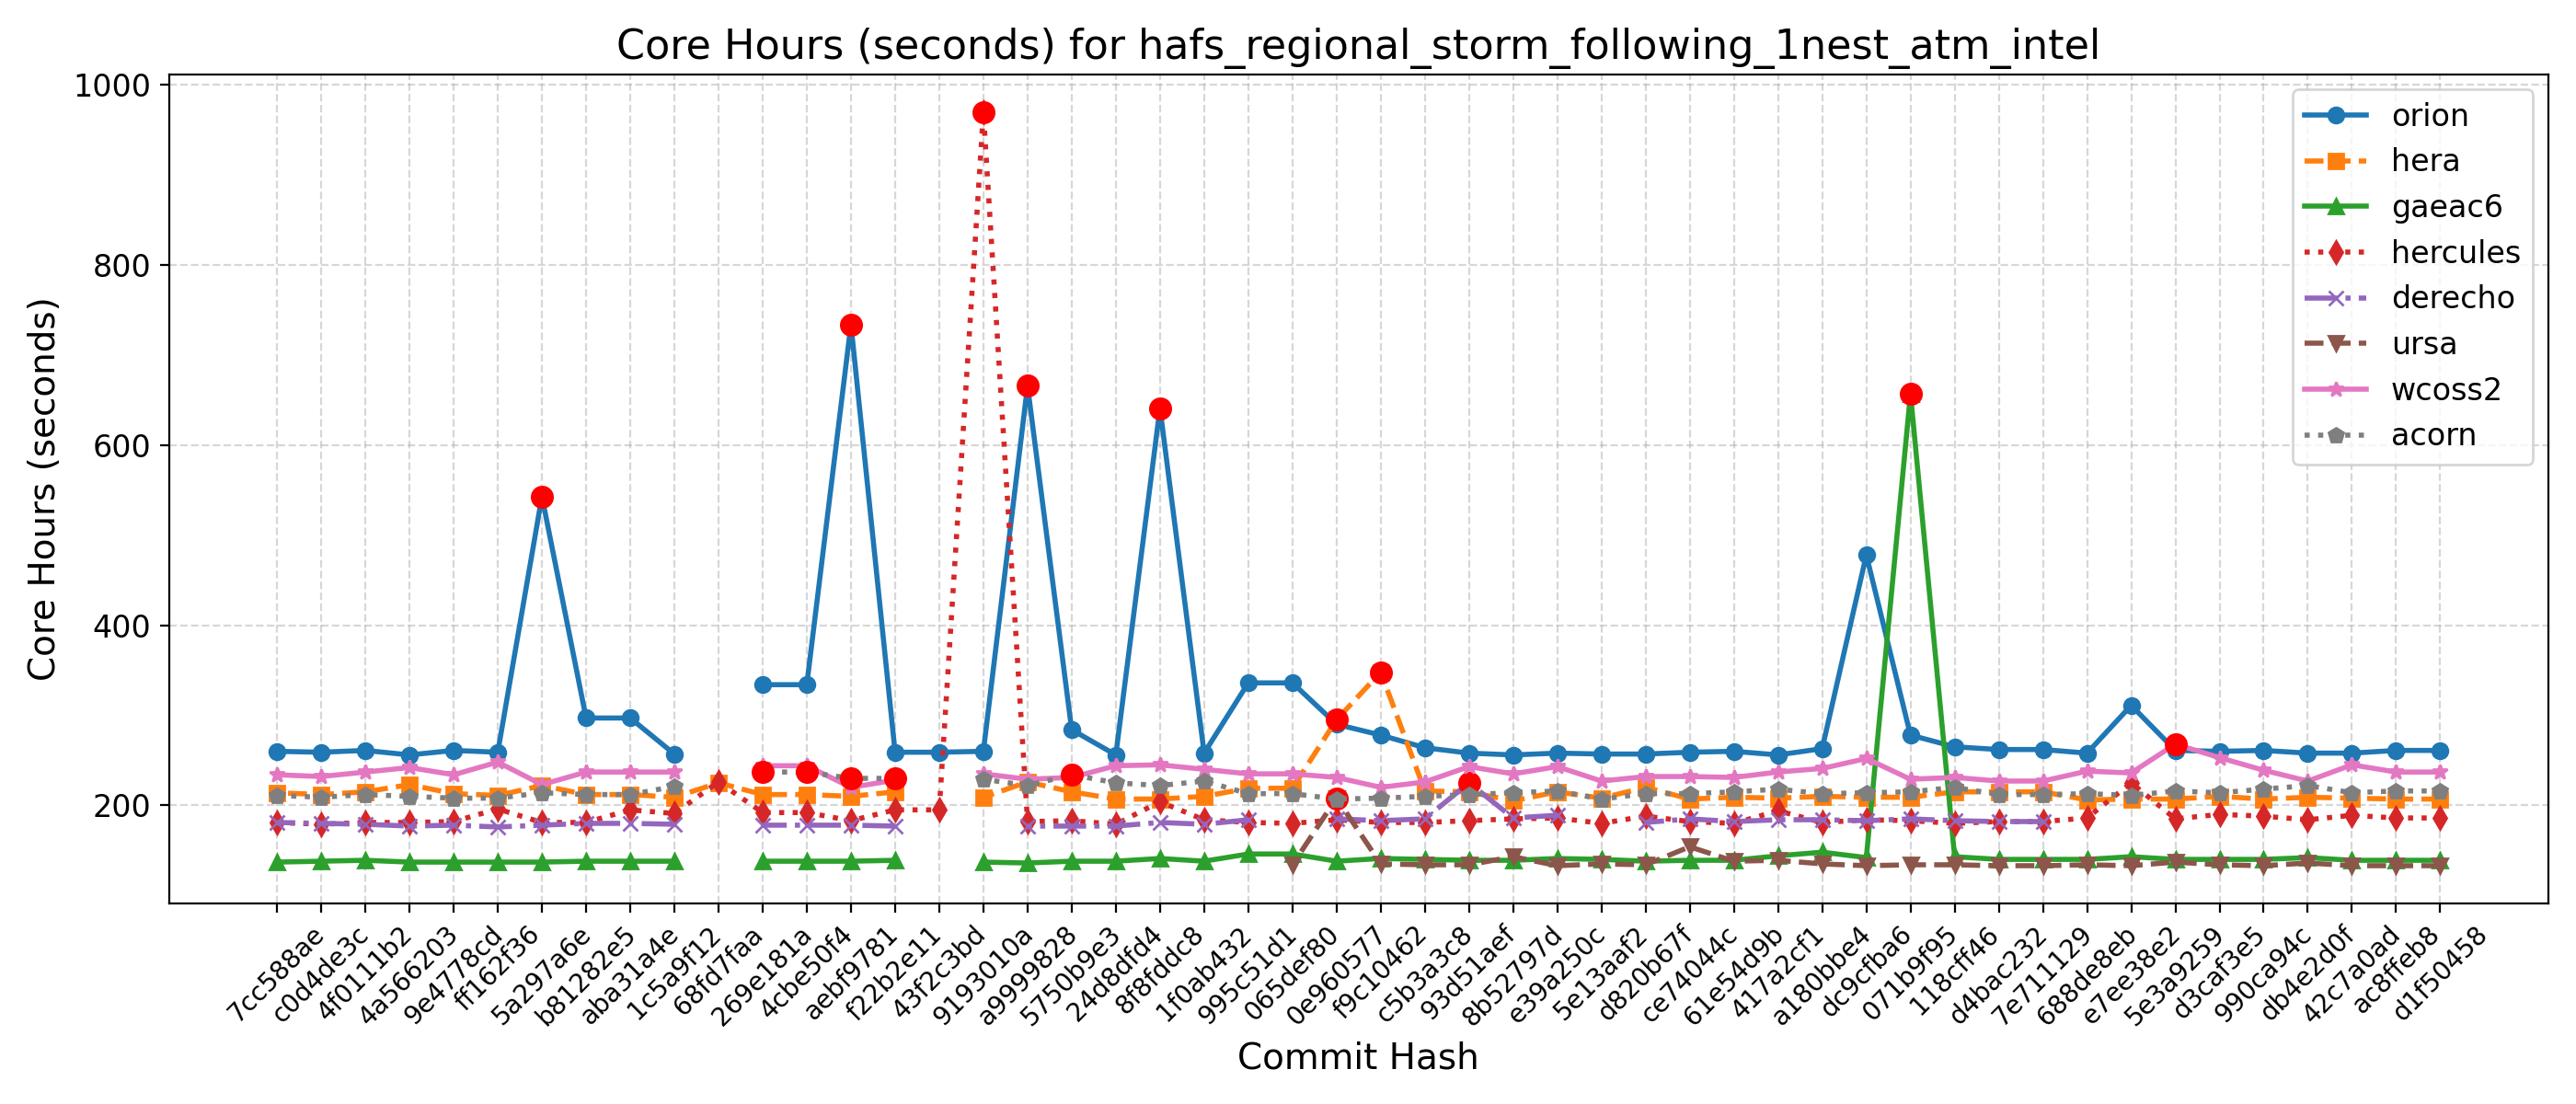 Core Hours (seconds) for hafs_regional_storm_following_1nest_atm_intel
Core Hours (seconds)
1000
800
600
400
200
orion
hera
gaeac6
hercules
derecho
ursa
wcoss2
acorn
7cc588ae
c0d4de3c
4f0111b2
4a566203
9e4778cd
ff162f36
5a297a6e
b81282e5
aba31a4e
1c5a9f12
68fd7faa
269e181a
4cbe50f4
aebf9781
f22b2e11
43f2c3bd
9193010a
a9999828
5750b9e3
24d8dfd4
8f8fddc8
1f0ab432
995c51d1
065def80
0e960577
f9c10462
c5b3a3c8
93d51aef
8b52797d
e39a250c
5e13aaf2
d820b67f
ce74044c
61e54d9b
417a2cf1
a180bbe4
dc9cfba6
071b9f95
118cff46
d4bac232
7e711129
688de8eb
e7ee38e2
5e3a9259
d3caf3e5
990ca94c
db4e2d0f
42c7a0ad
ac8ffeb8
d1f50458
Commit Hash